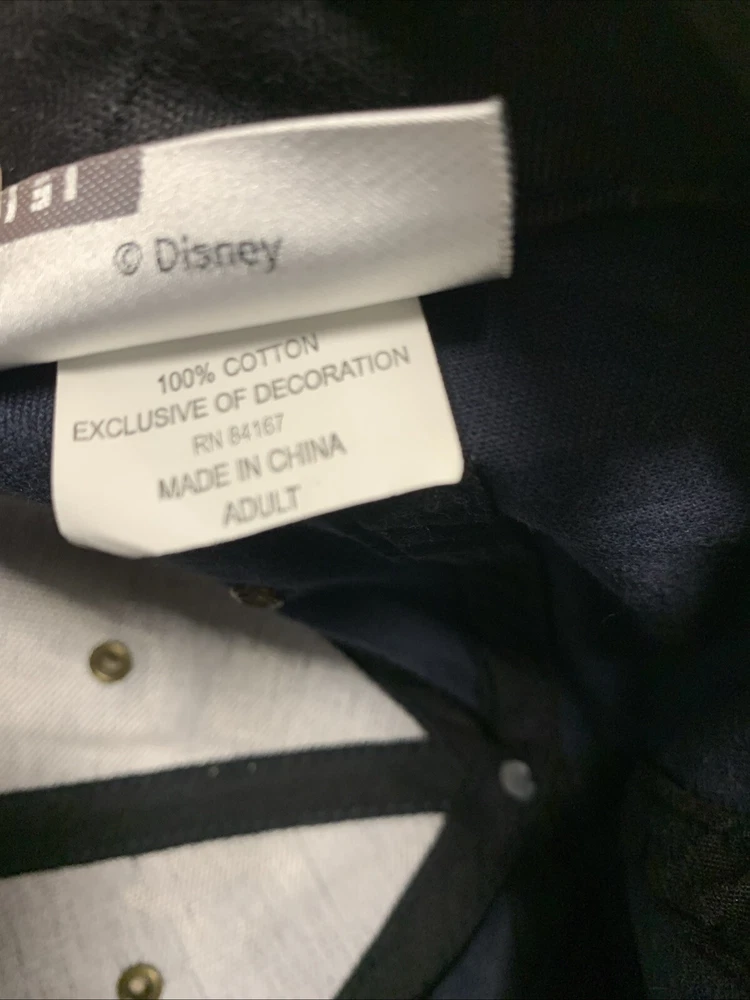 © Disney
100% COTTON
EXCLUSIVE OF DECORATION
RN 84167
MADE IN CHINA
ADULT